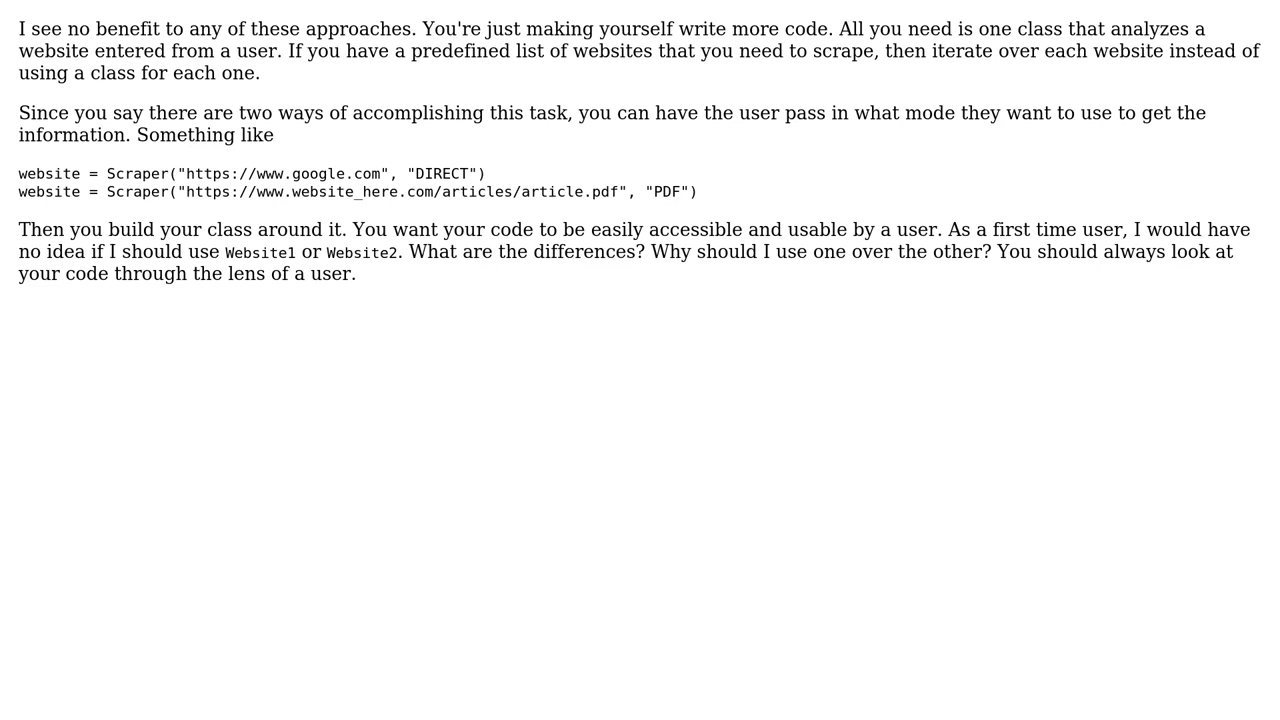 I see no benefit to any of these approaches. You're just making yourself write more code. All you need is one class that analyzes a
website entered from a user. If you have a predefined list of websites that you need to scrape, then iterate over each website instead of
using a class for each one.
Since you say there are two ways of accomplishing this task, you can have the user pass in what mode they want to use to get the
information. Something like
website = Scraper("https://www.google.com", "DIRECT")
website = Scraper("https://www.website_here.com/articles/article.pdf", "PDF")
Then you build your class around it. You want your code to be easily accessible and usable by a user. As a first time user, I would have
no idea if I should use Website1 or Website2. What are the differences? Why should I use one over the other? You should always look at
your code through the lens of a user.